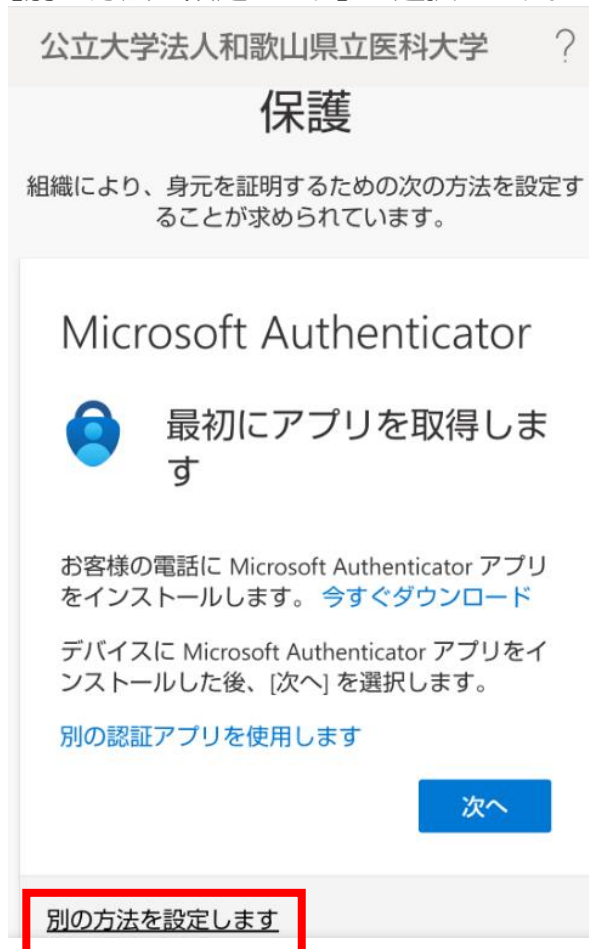 公立大学法人和歌山県立医科大学 ?
保護
組織により、身元を証明するための次の方法を設定す
ることが求められています。
Microsoft Authenticator
最初にアプリを取得しま
す
お客様の電話に Microsoft Authenticator アプリ
をインストールします。 今すぐダウンロード
デバイスに Microsoft Authenticator アプリをイ
ンストールした後、[次へ] を選択します。
別の認証アプリを使用します
次へ
別の方法を設定します